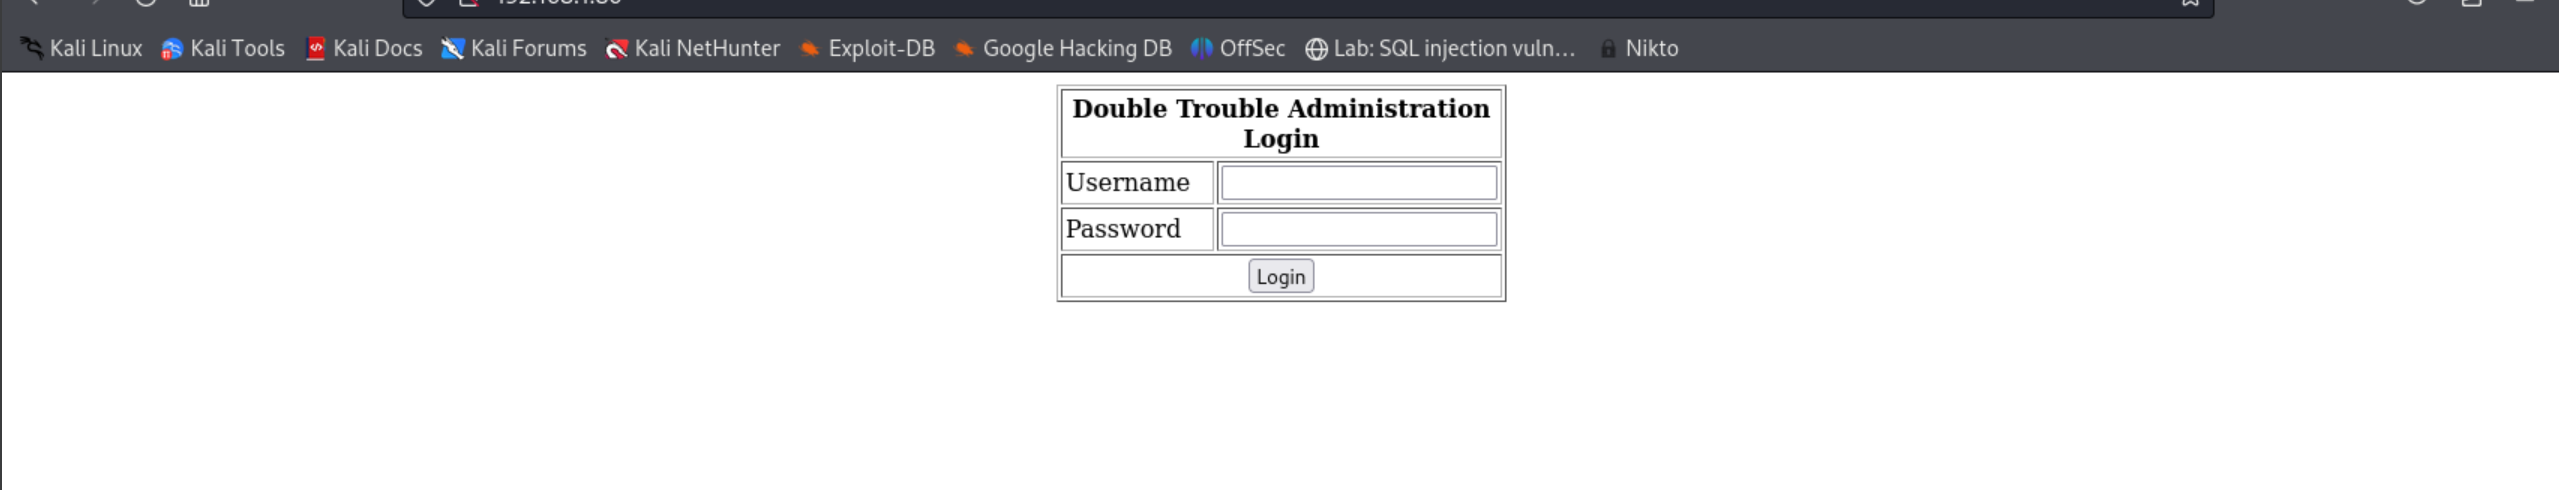 Kali Linux Kali Tools Kali Docs Kali Forums Kali NetHunter Exploit-DB Google Hacking DB OffSec Lab: SQL injection vuln… Nikto
Double Trouble Administration
Login
Username
Password
Login